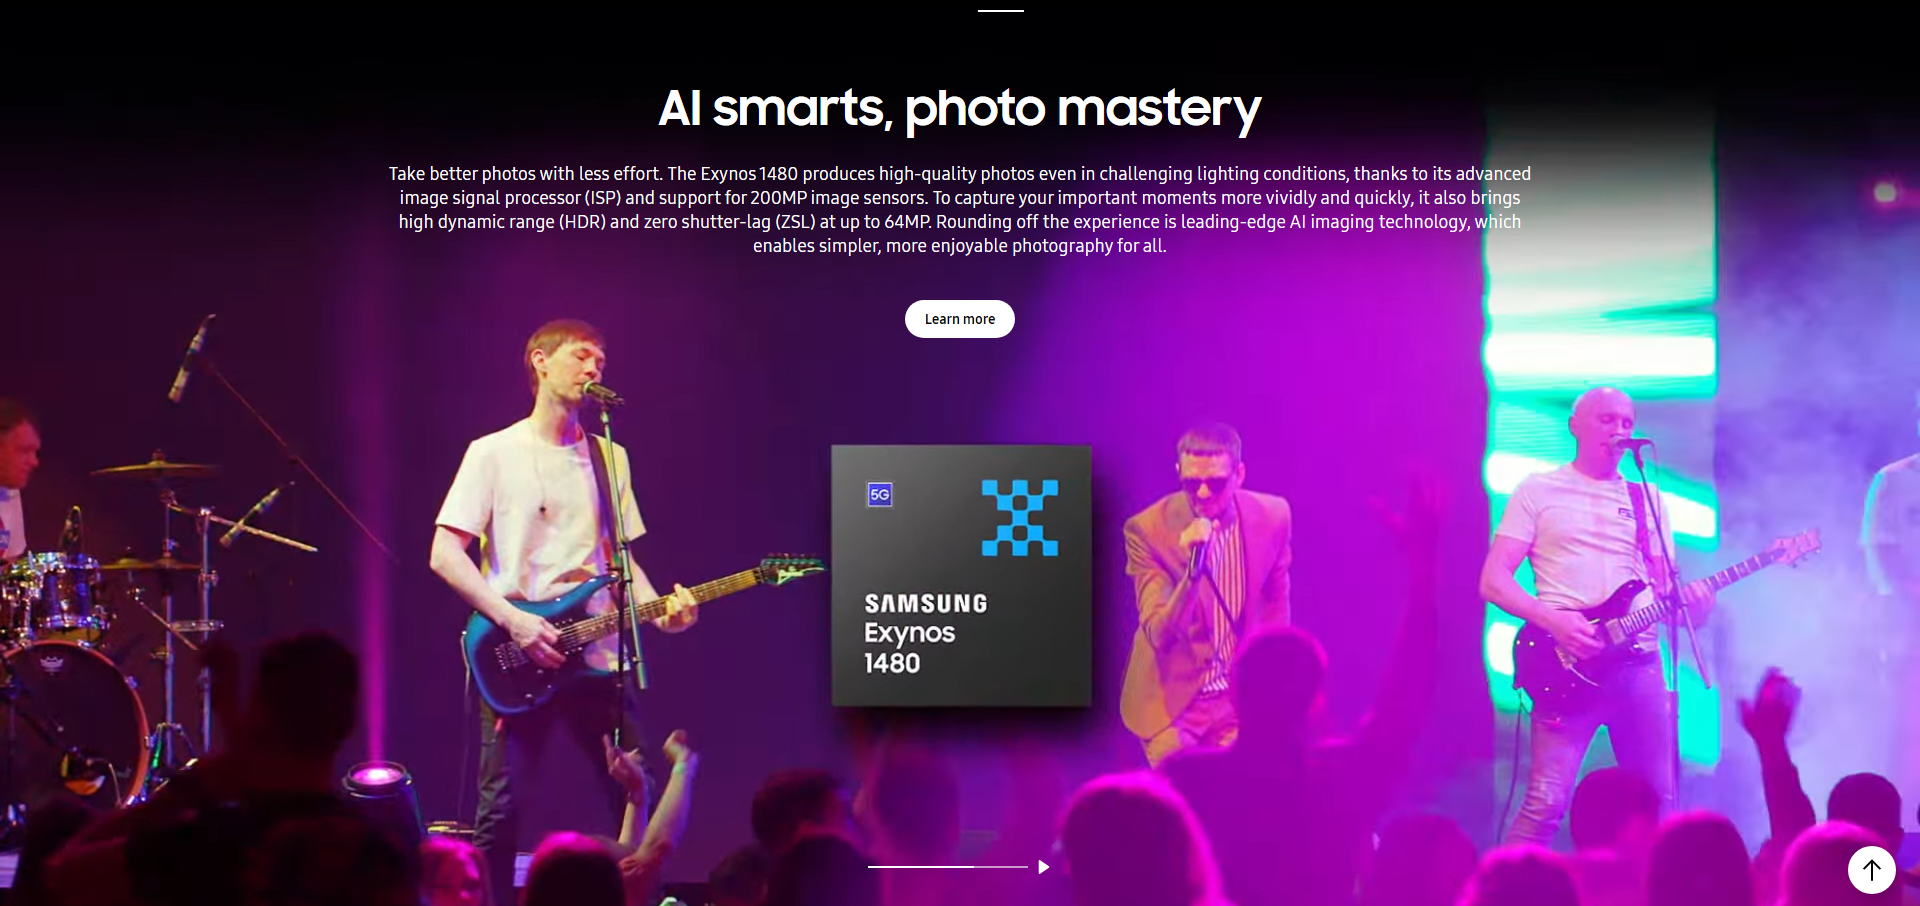 AI smarts, photo mastery
Take better photos with less effort. The Exynos 1480 produces high-quality photos even in challenging lighting conditions, thanks to its advanced
image signal processor (ISP) and support for 200MP image sensors. To capture your important moments more vividly and quickly, it also brings
high dynamic range (HDR) and zero shutter-lag (ZSL) at up to 64MP. Rounding off the experience is leading-edge AI imaging technology, which
enables simpler, more enjoyable photography for all.
Learn more
5G
SAMSUNG
Exynos
1480